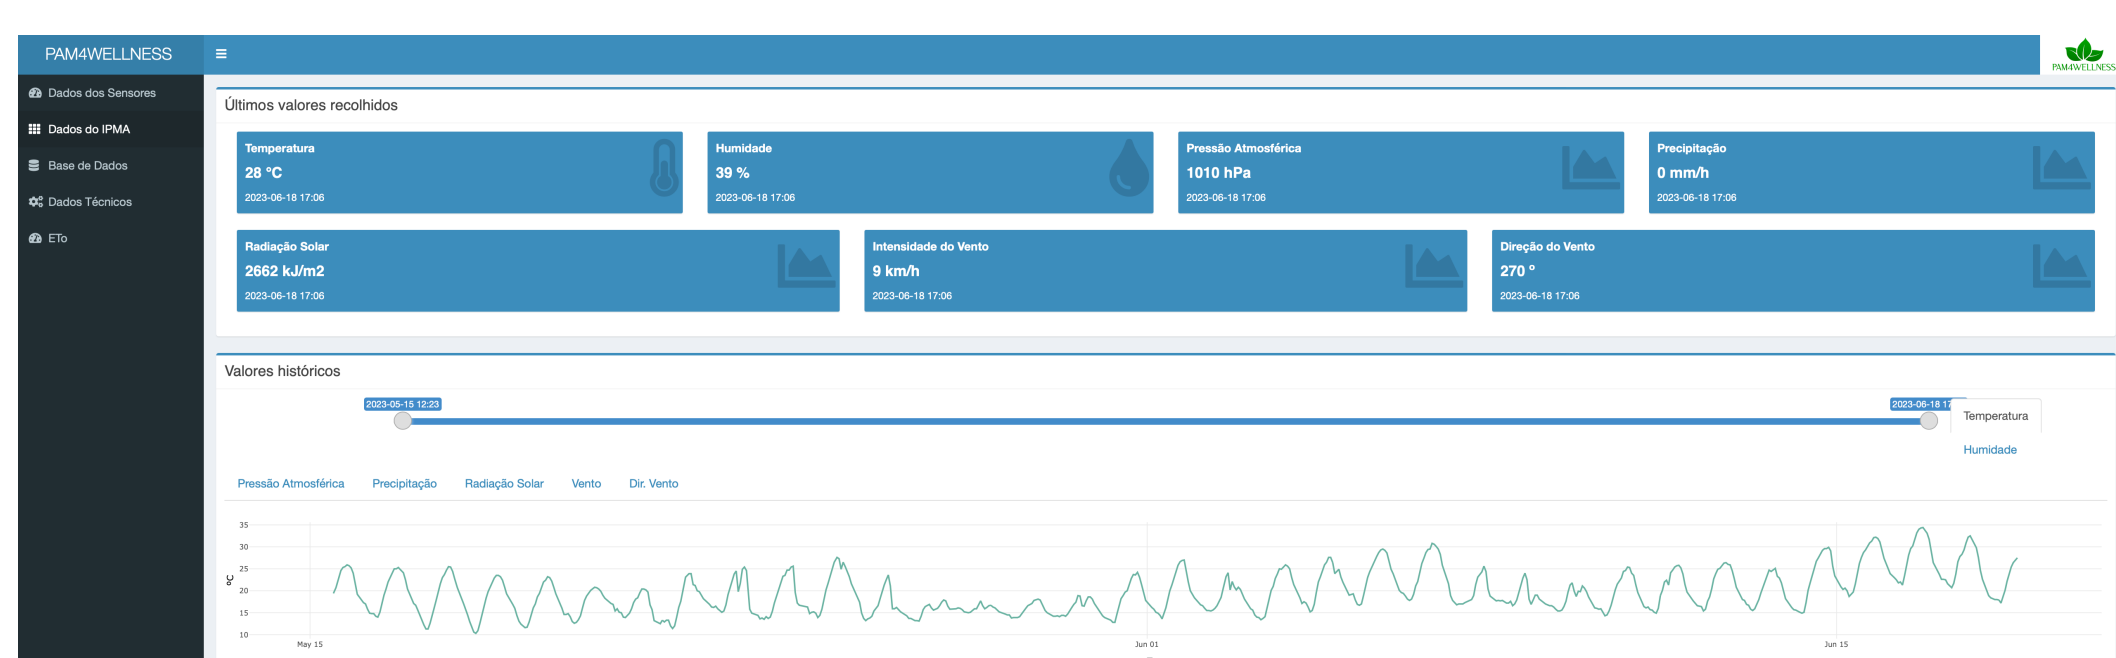 PAM4WELLNESS
PAM4WELLNESS
Dados dos Sensores
Dados do IPMA
Base de Dados
Dados Técnicos
ETo
Últimos valores recolhidos
Temperatura
28 °C
2023-06-18 17:06
Humidade
39 %
2023-06-18 17:06
Pressão Atmosférica
1010 hPa
2023-06-18 17:06
Precipitação
0 mm/h
2023-06-18 17:06
Radiação Solar
2662 kJ/m2
2023-06-18 17:06
Intensidade do Vento
9 km/h
2023-06-18 17:06
Direção do Vento
270 º
2023-06-18 17:06
Valores históricos
2023-05-15 12:23
2023-06-18 17
Temperatura
Humidade
Pressão Atmosférica
Precipitação
Radiação Solar
Vento
Dir. Vento
35
30
25
20
15
10
ºC
May 15
Jun 01
Jun 15